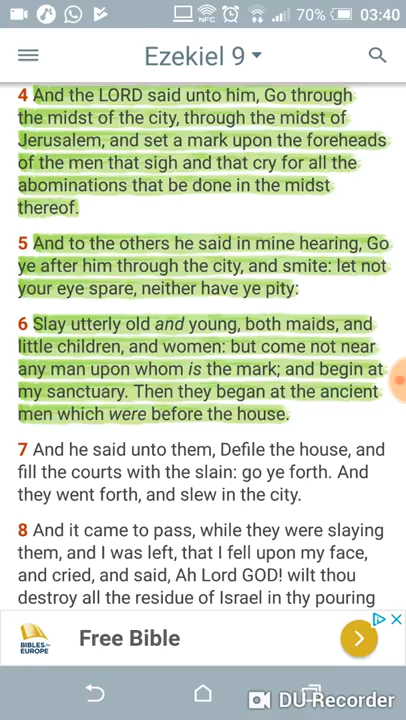 NFC 70% 03:40
Ezekiel 9
4 And the LORD said unto him, Go through
the midst of the city, through the midst of
Jerusalem, and set a mark upon the foreheads
of the men that sigh and that cry for all the
abominations that be done in the midst
thereof.
5 And to the others he said in mine hearing, Go
ye after him through the city, and smite: let not
your eye spare, neither have ye pity:
6 Slay utterly old and young, both maids, and
little children, and women: but come not near
any man upon whom is the mark; and begin at
my sanctuary. Then they began at the ancient
men which were before the house.
7 And he said unto them, Defile the house, and
fill the courts with the slain: go ye forth. And
they went forth, and slew in the city.
8 And it came to pass, while they were slaying
them, and I was left, that I fell upon my face,
and cried, and said, Ah Lord GOD! wilt thou
destroy all the residue of Israel in thy pouring
BIBLES for
EUROPE
Free Bible
DU Recorder